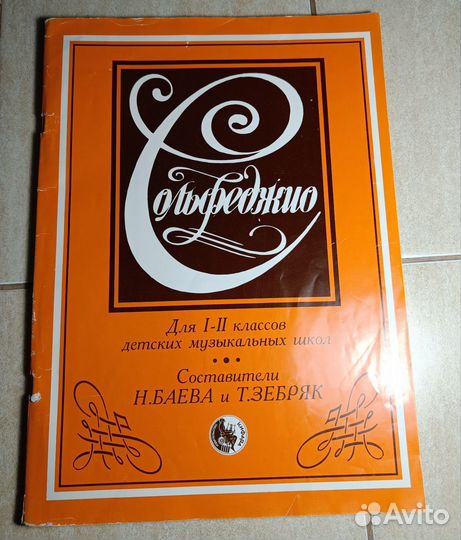 Сольфеджио
Для I-II классов
детских музыкальных школ
Составители
Н.БАЕВА и Т.ЗЕБРЯК
Avito